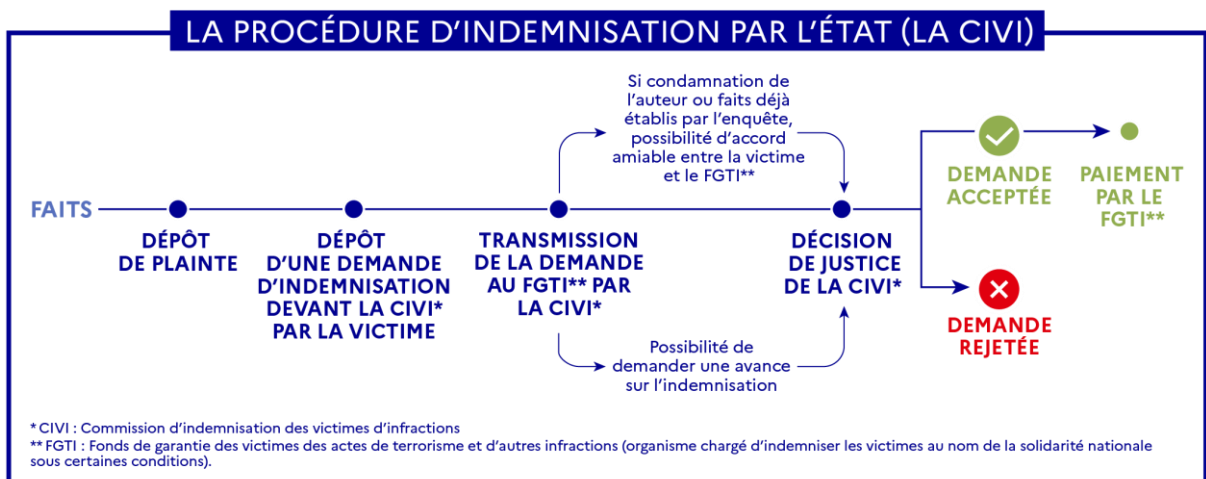 LA PROCÉDURE D'INDEMNISATION PAR L'ÉTAT (LA CIVI)
Si condamnation de
l'auteur ou faits déjà
établis par l'enquête,
possibilité d'accord
amiable entre la victime
et le FGTI**
FAITS
DÉPÔT
DE PLAINTE
DÉPÔT
D'UNE DEMANDE
D'INDEMNISATION
DEVANT LA CIVI*
PAR LA VICTIME
TRANSMISSION
DE LA DEMANDE
AU FGTI** PAR
LA CIVI*
Possibilité de
demander une avance
sur l'indemnisation
DÉCISION
DE JUSTICE
DE LA CIVI*
DEMANDE
ACCEPTÉE
PAIEMENT
PAR LE
FGTI**
DEMANDE
REJETÉE
* CIVI : Commission d'indemnisation des victimes d'infractions
** FGTI : Fonds de garantie des victimes des actes de terrorisme et d'autres infractions (organisme chargé d'indemniser les victimes au nom de la solidarité nationale
sous certaines conditions).